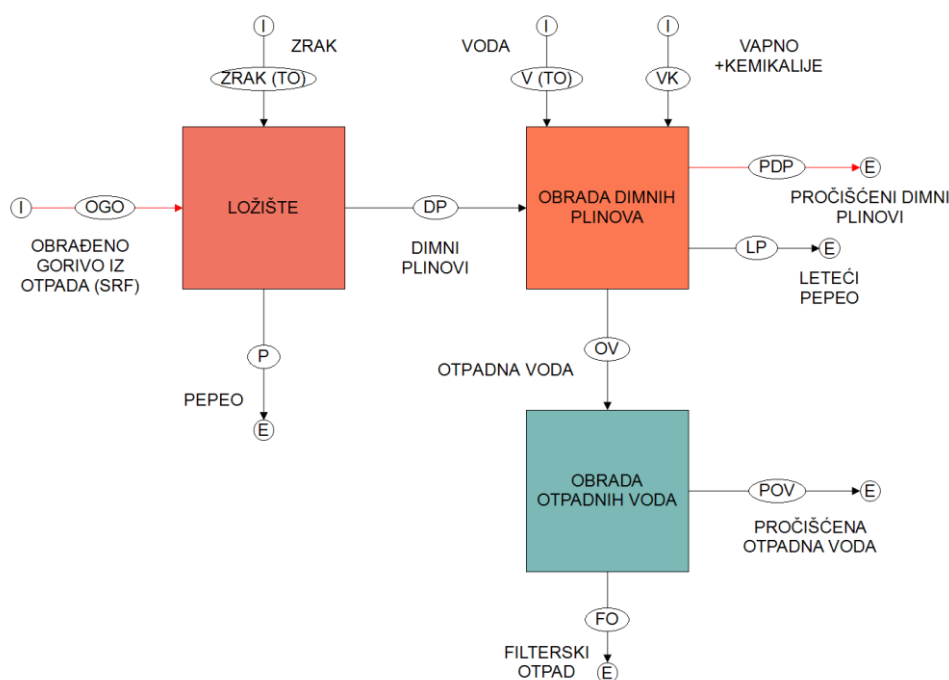 I
ZRAK
ZRAK (TO)
I
VODA
V (TO)
I
VAPNO
+KEMIKALIJE
VK
I
OGO
OBRAĐENO
GORIVO IZ
OTPADA (SRF)
LOŽIŠTE
DP
DIMNI
PLINOVI
OBRADA DIMNIH
PLINOVA
PDP
E
PROČIŠĆENI DIMNI
PLINOVI
LP
E
LETEĆI
PEPEO
P
PEPEO
E
OV
OTPADNA VODA
OBRADA
OTPADNIH VODA
POV
E
PROČIŠĆENA
OTPADNA VODA
FO
FILTERSKI
OTPAD
E